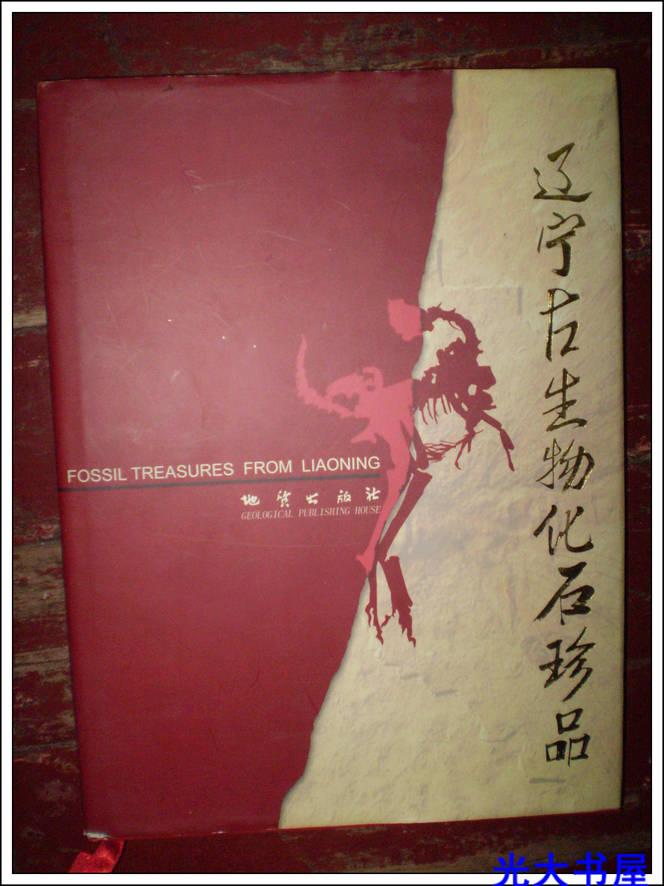 辽宁古生物化石珍品
FOSSIL TREASURES FROM LIAONING
地质出版社
GEOLOGICAL PUBLISHING HOUSE
光大书屋